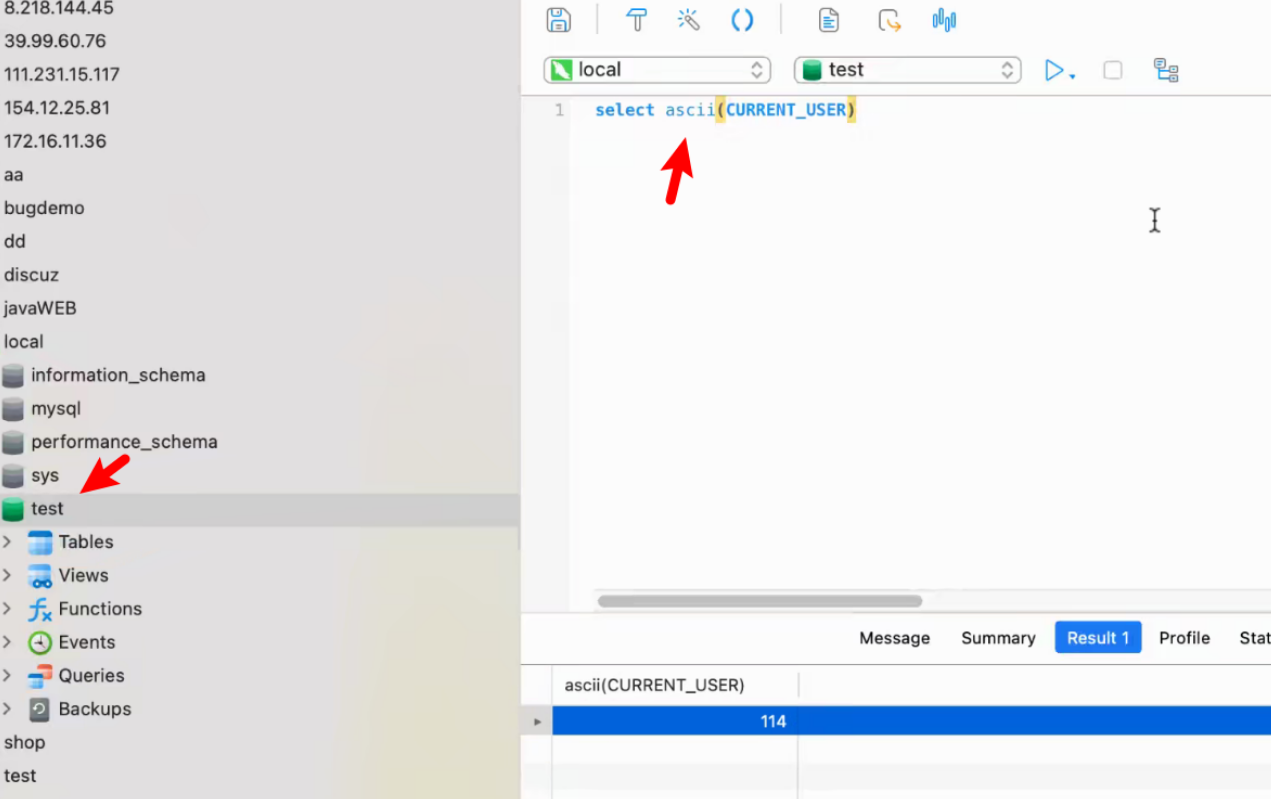 8.218.144.45
39.99.60.76
111.231.15.117
154.12.25.81
172.16.11.36
aa
bugdemo
dd
discuz
javaWEB
local
information_schema
mysql
performance_schema
sys
test
Tables
Views
Functions
Events
Queries
Backups
shop
test
local test
1 select ascii(CURRENT_USER)
Message Summary Result 1 Profile Stat
ascii(CURRENT_USER)
114